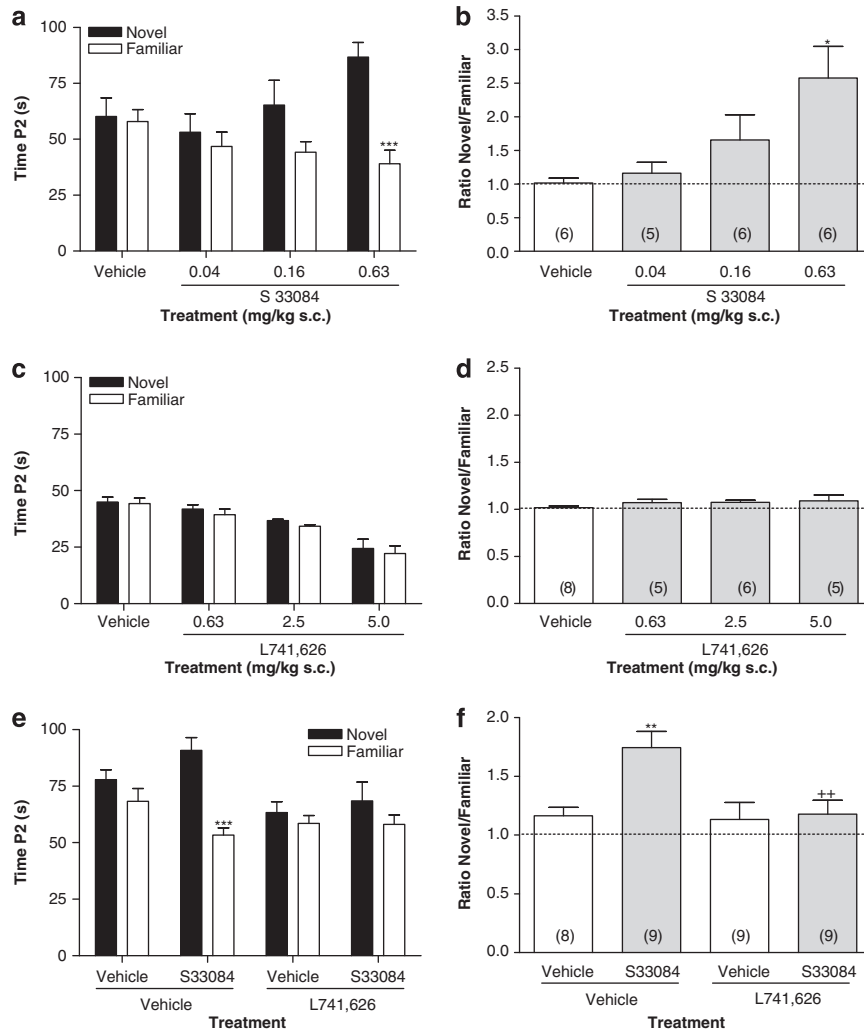 a
Time P2 (s)
100
75
50
25
0
Novel
Familiar
***
Vehicle 0.04 0.16 0.63
S 33084
Treatment (mg/kg s.c.)
b
Ratio Novel/Familiar
3.5
3.0
2.5
2.0
1.5
1.0
0.5
0.0
*
(6) (5) (6) (6)
Vehicle 0.04 0.16 0.63
S 33084
Treatment (mg/kg s.c.)
c
Time P2 (s)
100
75
50
25
0
Novel
Familiar
Vehicle 0.63 2.5 5.0
L741,626
Treatment (mg/kg s.c.)
d
Ratio Novel/Familiar
2.5
2.0
1.5
1.0
0.5
0.0
(8) (5) (6) (5)
Vehicle 0.63 2.5 5.0
L741,626
Treatment (mg/kg s.c.)
e
Time P2 (s)
100
75
50
25
0
Novel
Familiar
***
Vehicle S33084 Vehicle S33084
Vehicle L741,626
Treatment
f
Ratio Novel/Familiar
2.0
1.5
1.0
0.5
0.0
**
++
(8) (9) (9) (9)
Vehicle S33084 Vehicle S33084
Vehicle L741,626
Treatment